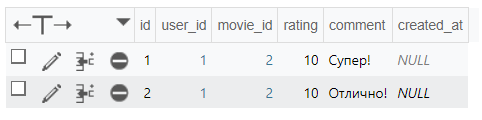 id user_id movie_id rating comment created_at
1 1 2 10 Супер! NULL
2 1 2 10 Отлично! NULL